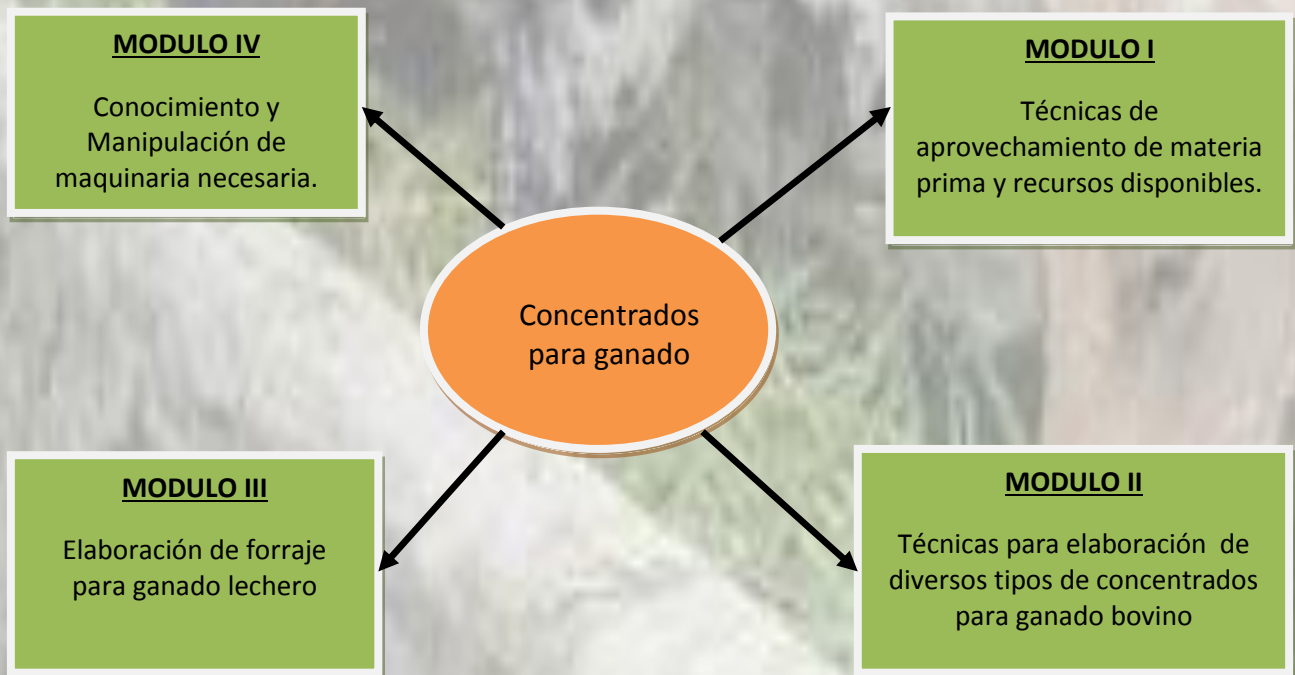 MODULO IV
Conocimiento y
Manipulación de
maquinaria necesaria.
MODULO I
Técnicas de
aprovechamiento de materia
prima y recursos disponibles.
Concentrados
para ganado
MODULO III
Elaboración de forraje
para ganado lechero
MODULO II
Técnicas para elaboración de
diversos tipos de concentrados
para ganado bovino